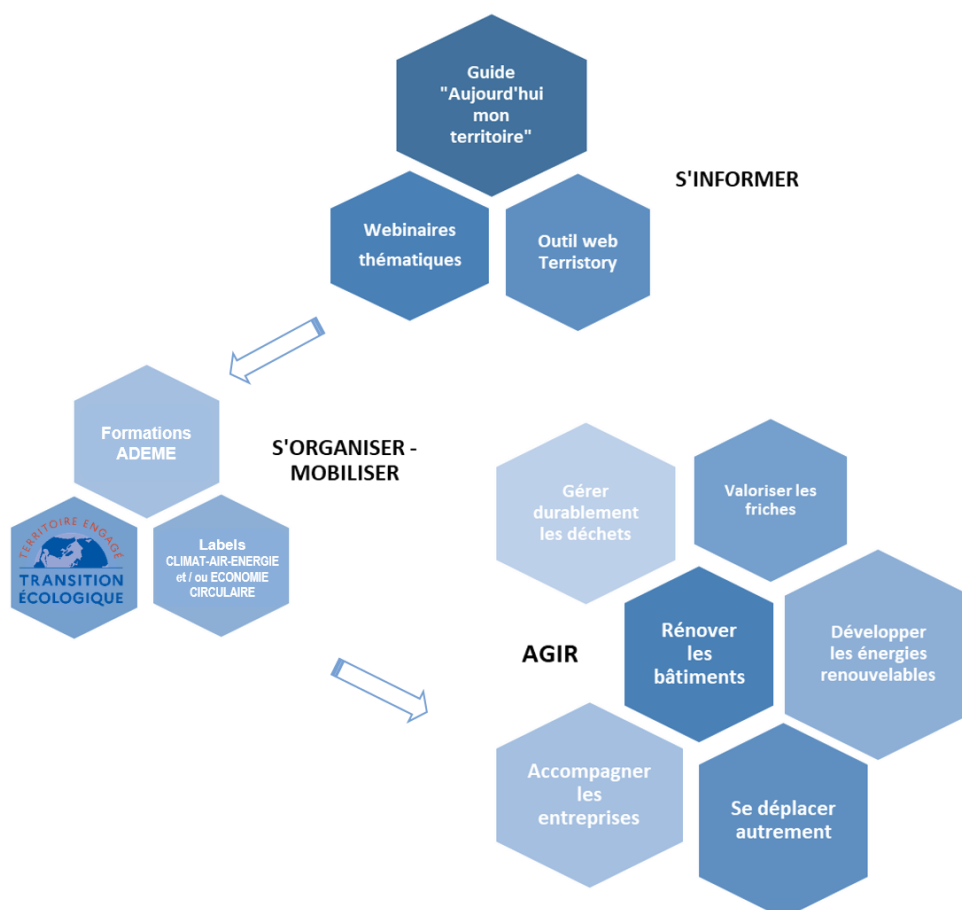 Guide
"Aujourd'hui
mon
territoire"
S'INFORMER
Webinaires
thématiques
Outil web
Terristory
Formations
ADEME
S'ORGANISER -
MOBILISER
TERRITOIRE ENGAGÉ
TRANSITION
ÉCOLOGIQUE
Labels
CLIMAT-AIR-ENERGIE
et / ou ECONOMIE
CIRCULAIRE
Gérer
durablement
les déchets
Valoriser les
friches
AGIR
Rénover
les
bâtiments
Développer
les énergies
renouvelables
Accompagner
les
entreprises
Se déplacer
autrement